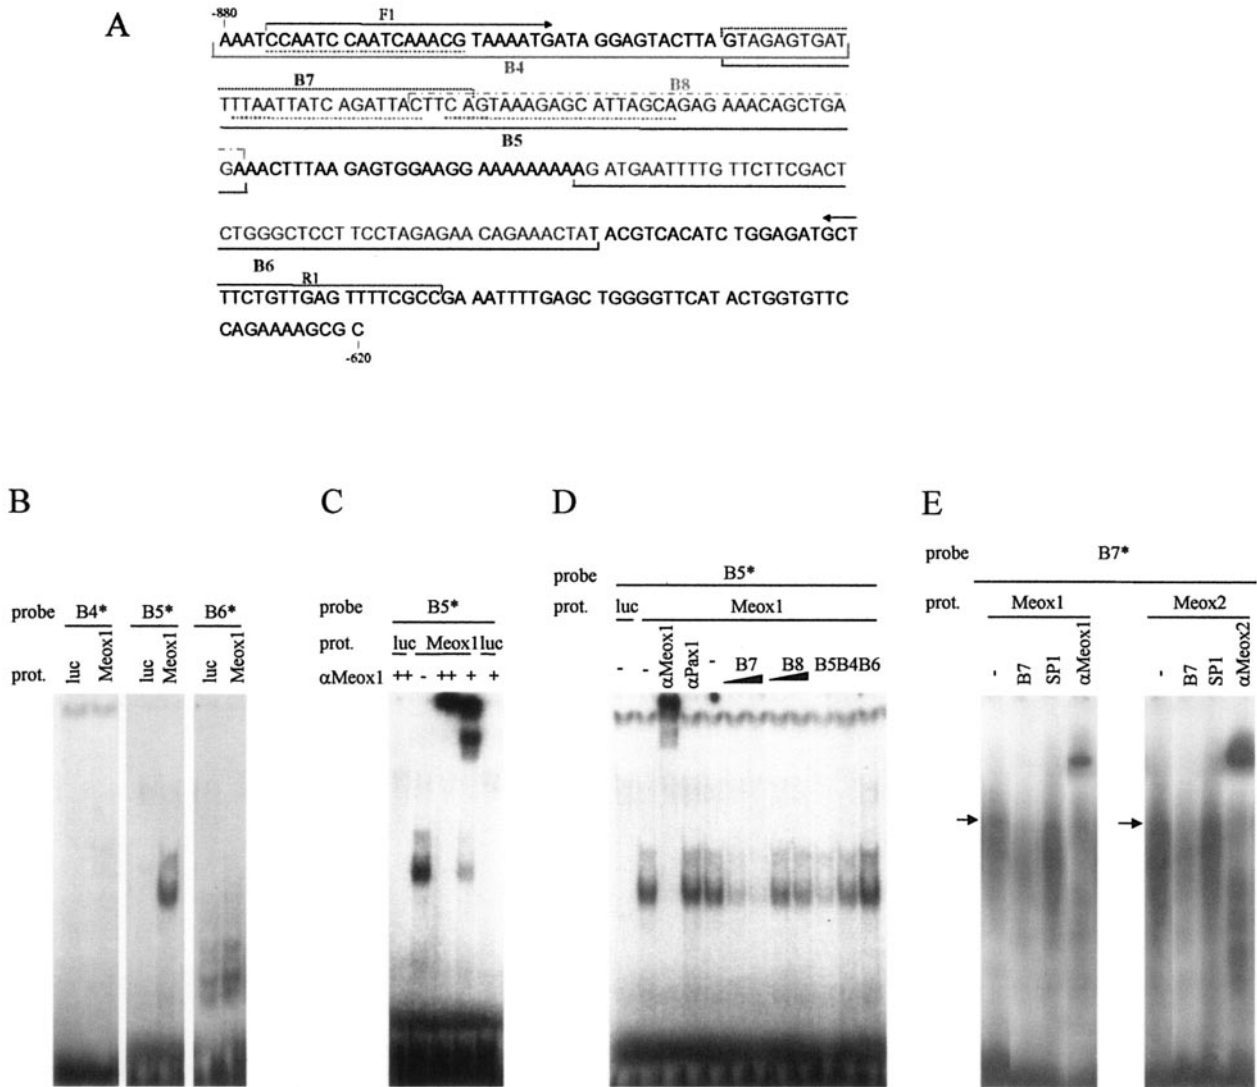 A
-880
F1
AAATCCAATC CAATCAAACG TAAAATGATA GGAGTACTTA GTAGAGTGAT
B4
B7
B8
TTTAATTATC AGATTACTTC AGTAAAGAGC ATTAGCAGAG AAACAGCTGA
B5
GAAACTTTAA GAGTGGAAGG AAAAAAAAAA GATGAATTTTG TTCTTCGACT
CTGGGCTCCT TCCTAGAGAA CAGAAACTAT ACGTCACATC TGGAGATGCT
B6
R1
TTCTGTTGAG TTTTCGCCGA AATTTTGAGC TGGGGTTCAT ACTGGTGTTC
CAGAAAAGCG C
-620
B
probe B4* B5* B6*
prot. luc Meox1 luc Meox1 luc Meox1
C
probe B5*
prot. luc Meox1 luc
αMeox1 ++ - ++ + +
D
probe B5*
prot. luc Meox1
- - αMeox1 αPax1 - B7 B8 B5 B4 B6
E
probe B7*
prot. Meox1 Meox2
- B7 SP1 αMeox1 - B7 SP1 αMeox2